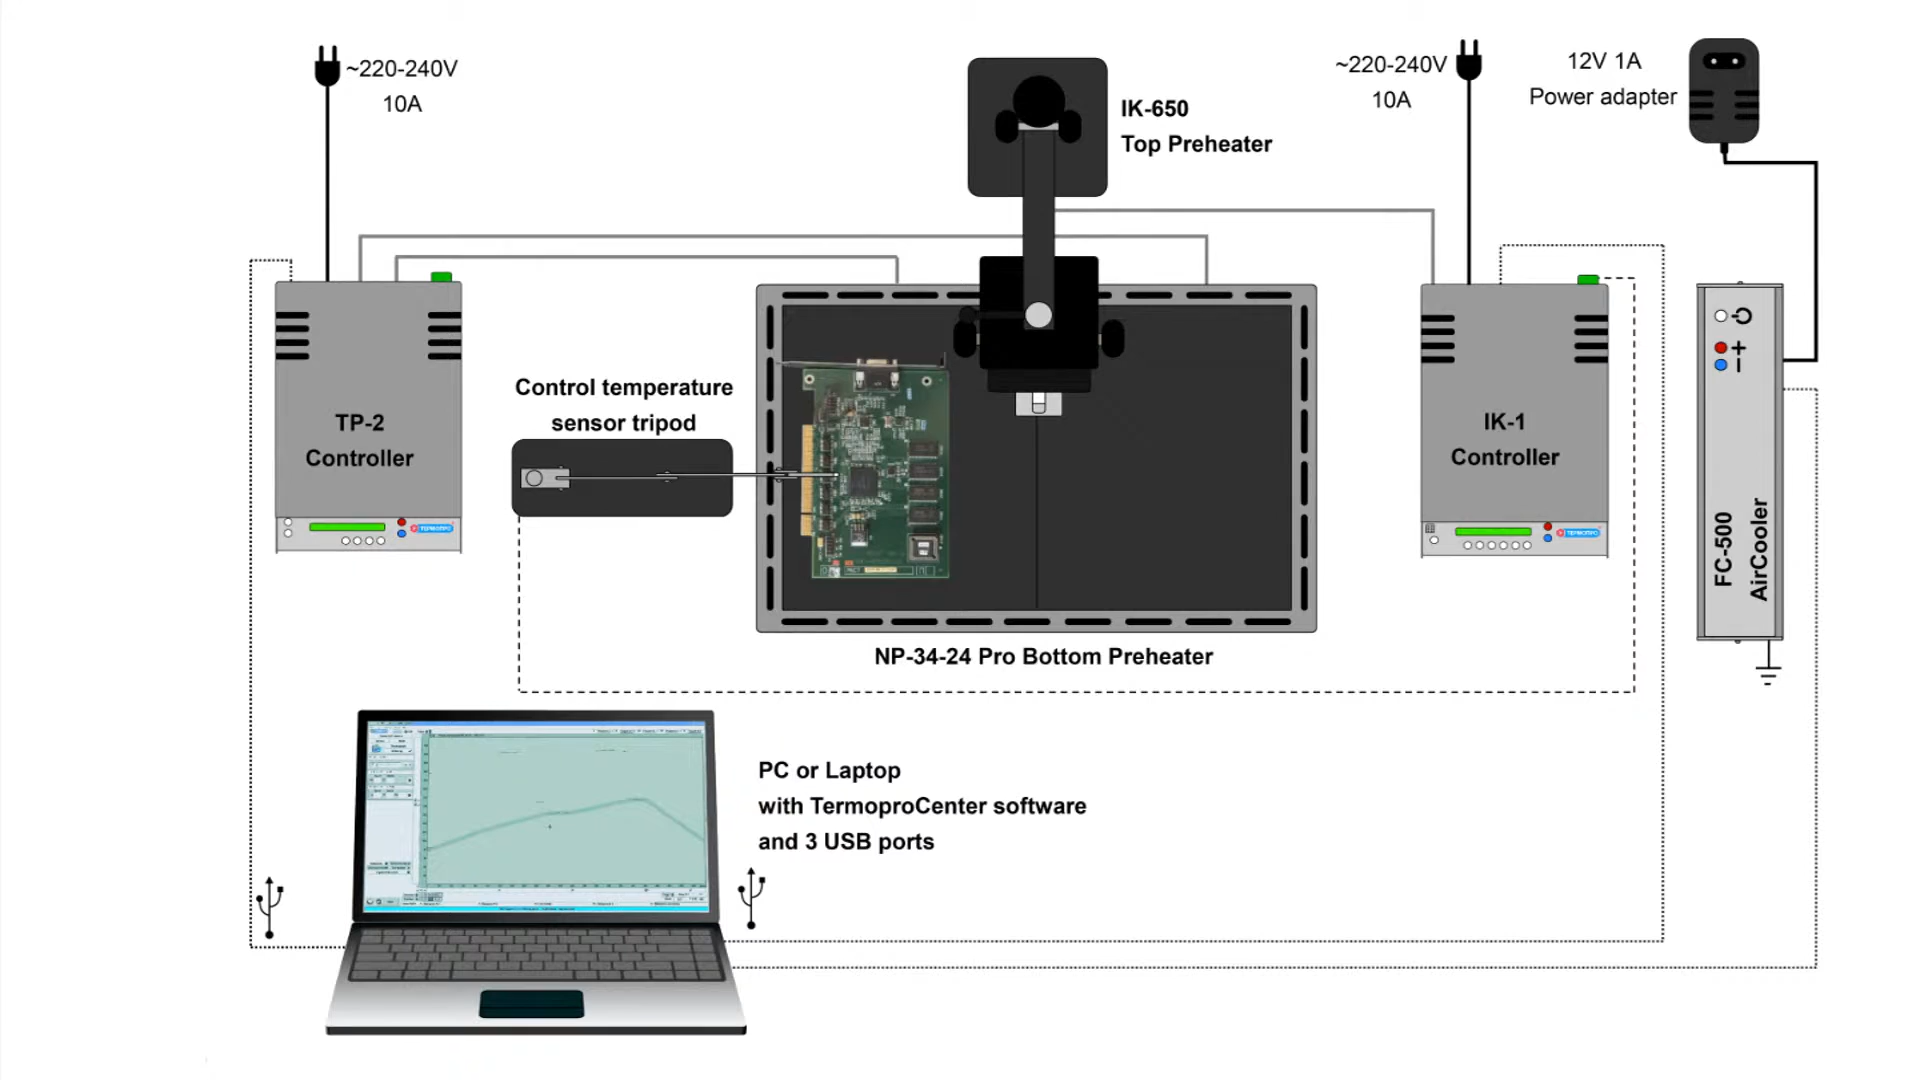 ~220-240V
10A
IK-650
Top Preheater
~220-240V
10A
12V 1A
Power adapter
TP-2
Controller
ТЕРМОПРО
Control temperature
sensor tripod
IK-1
Controller
ТЕРМОПРО
FC-500
AirCooler
NP-34-24 Pro Bottom Preheater
PC or Laptop
with TermoproCenter software
and 3 USB ports